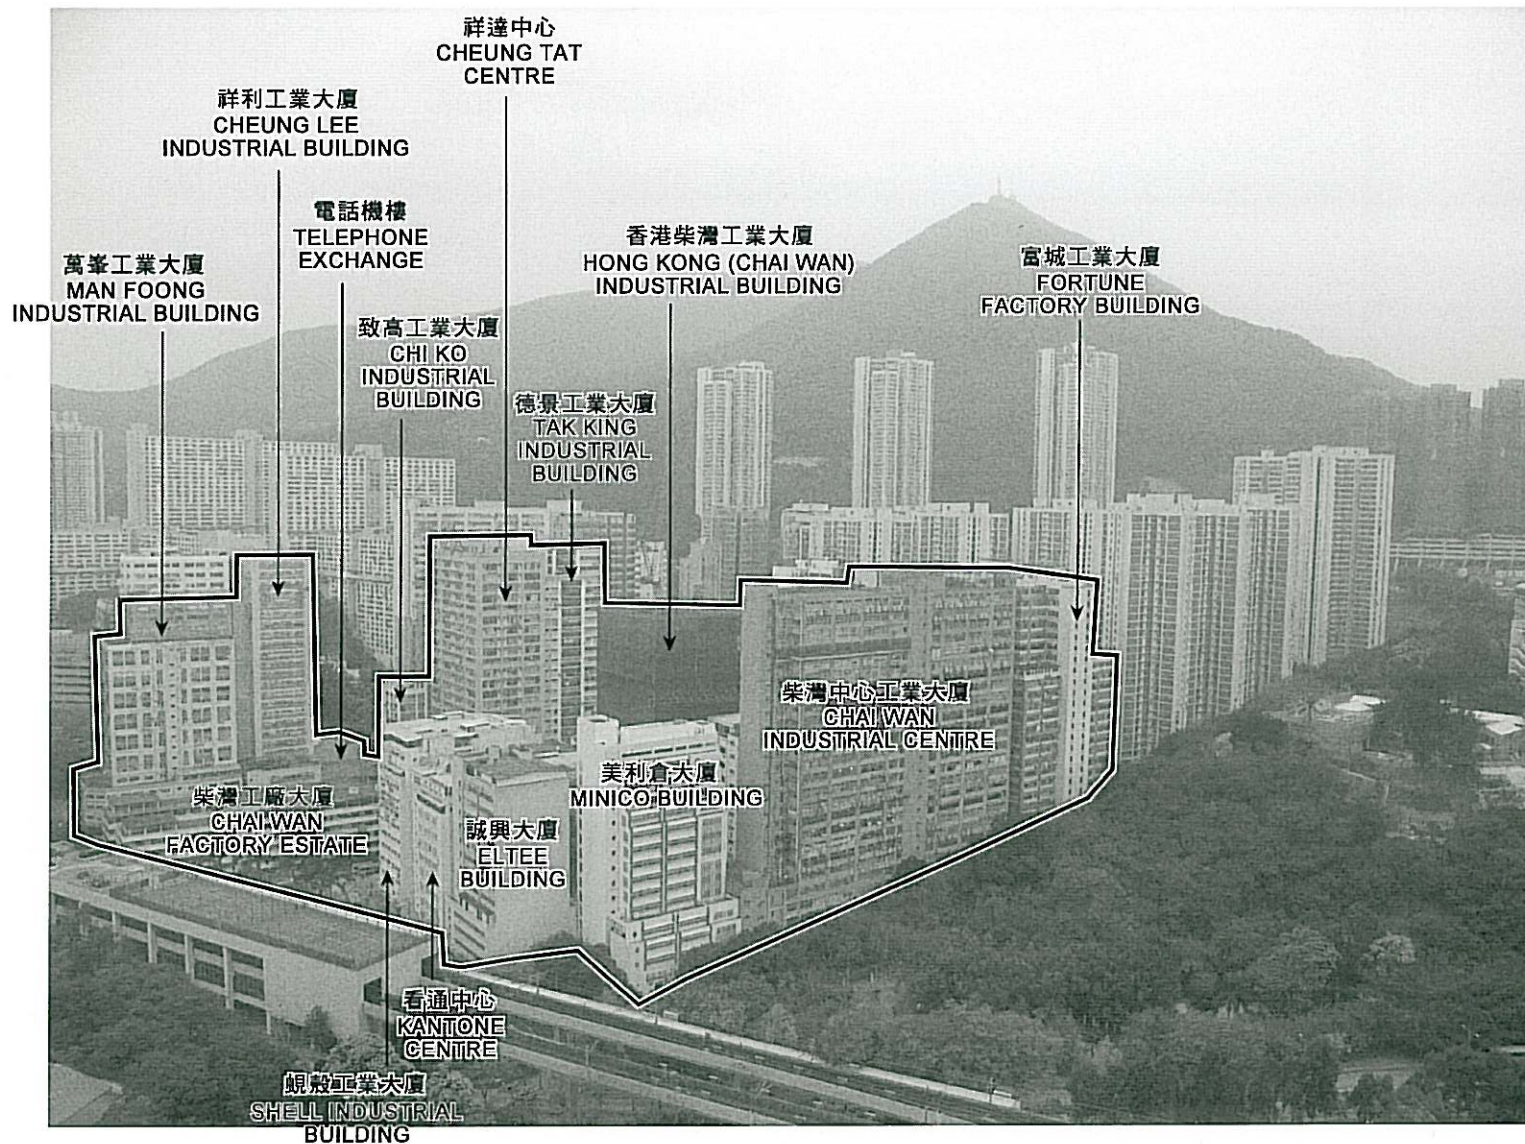 祥達中心
CHEUNG TAT
CENTRE
祥利工業大廈
CHEUNG LEE
INDUSTRIAL BUILDING
電話機樓
TELEPHONE
EXCHANGE
香港柴灣工業大廈
HONG KONG (CHAI WAN)
INDUSTRIAL BUILDING
富城工業大廈
FORTUNE
FACTORY BUILDING
萬峯工業大廈
MAN FOONG
INDUSTRIAL BUILDING
致高工業大廈
CHI KO
INDUSTRIAL
BUILDING
德景工業大廈
TAK KING
INDUSTRIAL
BUILDING
柴灣中心工業大廈
CHAI WAN
INDUSTRIAL CENTRE
美利倉大廈
MINICO BUILDING
柴灣工廠大廈
CHAI WAN
FACTORY ESTATE
誠興大廈
ELTEE
BUILDING
看通中心
KANTONE
CENTRE
蜆殼工業大廈
SHELL INDUSTRIAL
BUILDING